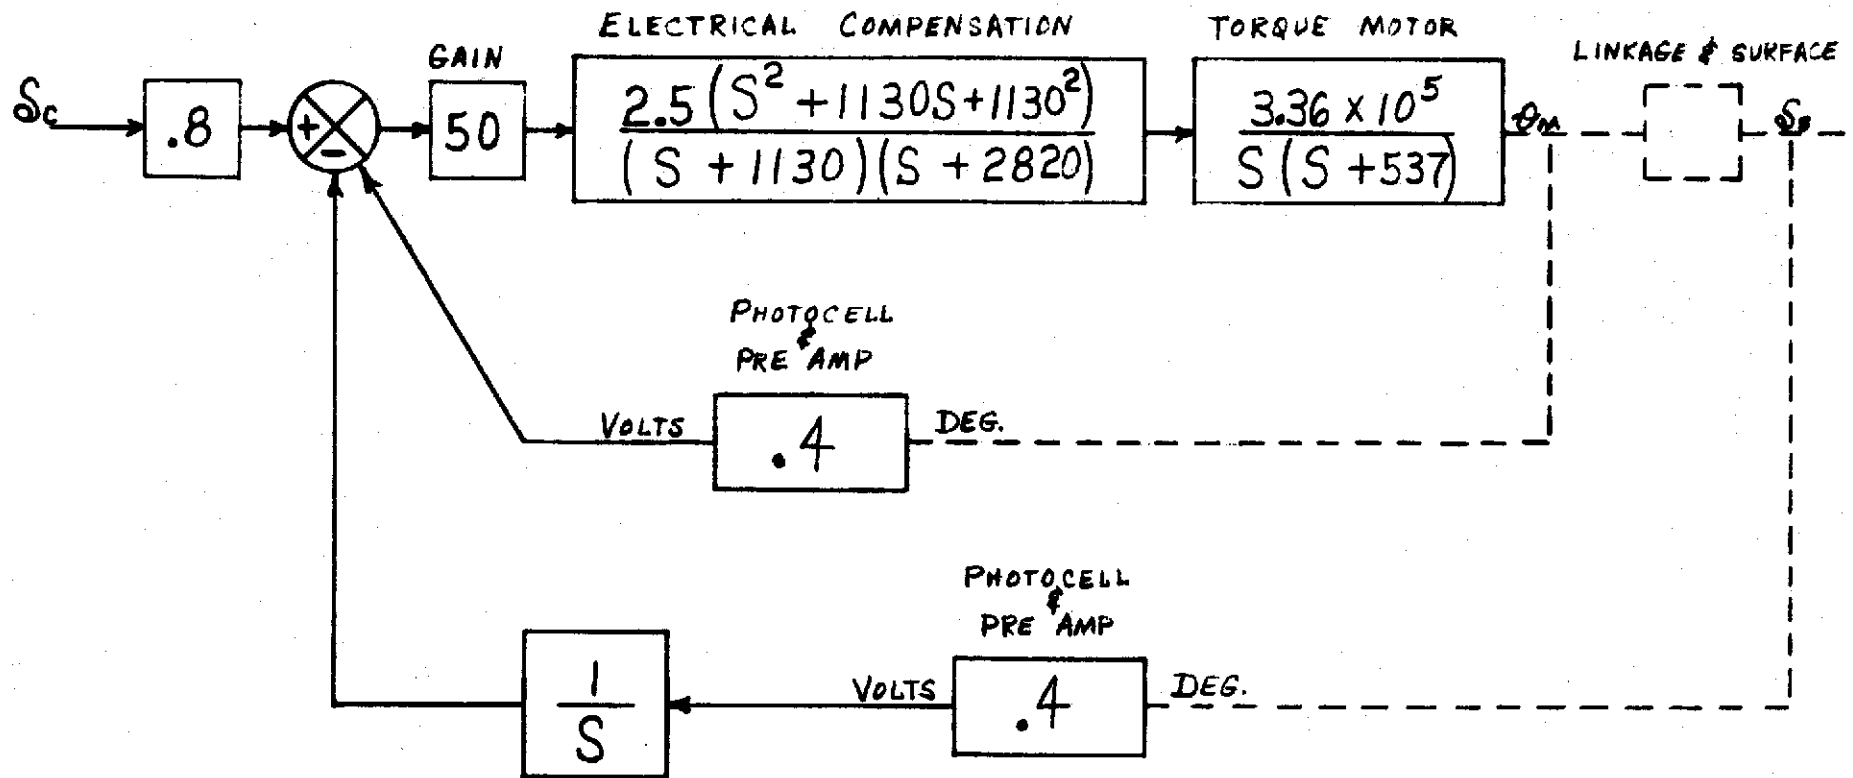 ELECTRICAL COMPENSATION
TORQUE MOTOR
LINKAGE & SURFACE
GAIN
δc
.8
+
-
50
2.5 (S² + 1130S + 1130²)
(S + 1130)(S + 2820)
3.36 x 10⁵
S(S + 537)
θm
PHOTOCELL
&
PRE AMP
VOLTS
.4
DEG.
PHOTOCELL
&
PRE AMP
VOLTS
.4
DEG.
1
S